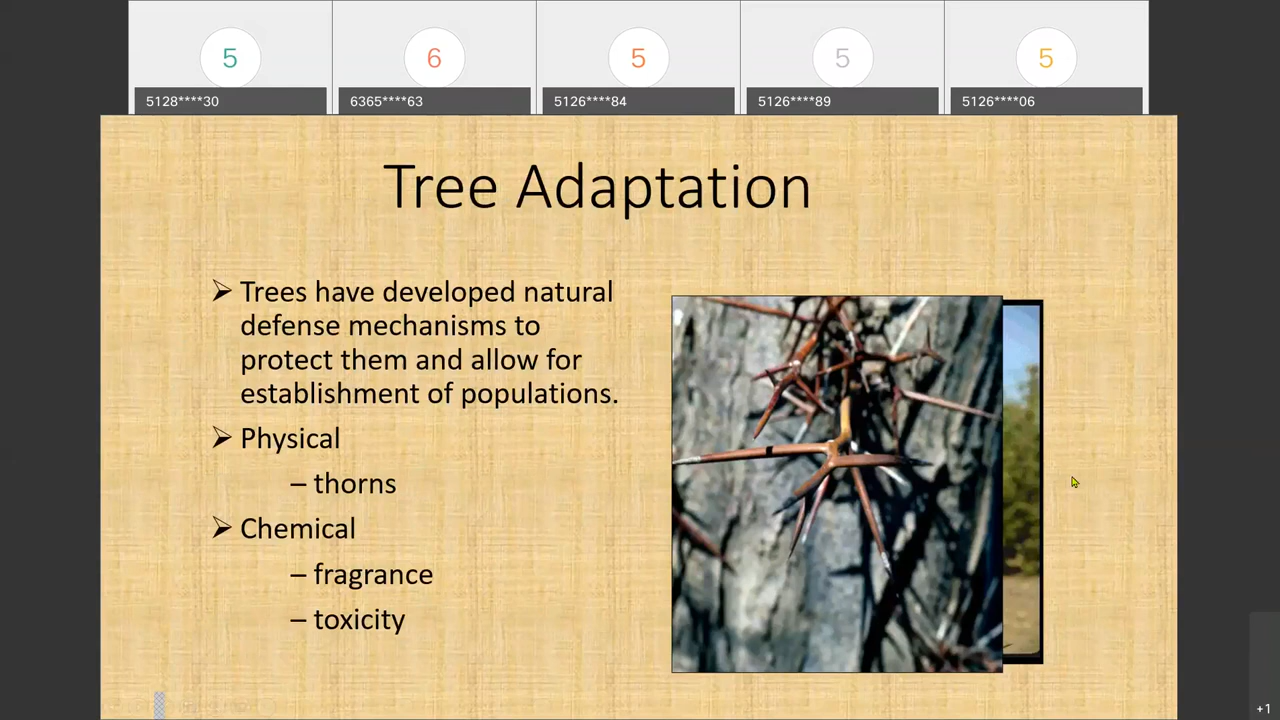 5
6
5
5
5
5128****30
6365****63
5126****84
5126****89
5126****06
Tree Adaptation
➢ Trees have developed natural
defense mechanisms to
protect them and allow for
establishment of populations.
➢ Physical
– thorns
➢ Chemical
– fragrance
– toxicity
+1